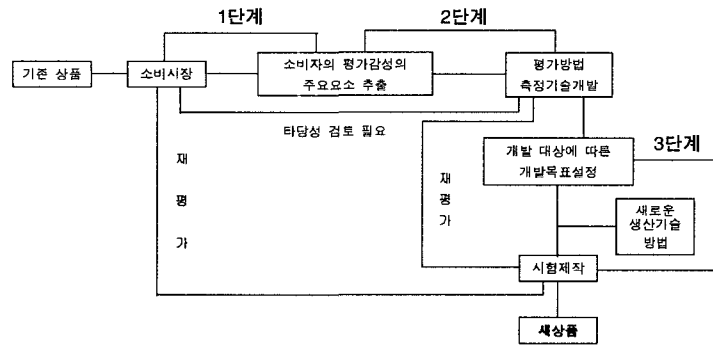 1단계
2단계
기존 상품
소비시장
소비자의 평가감성의
주요요소 추출
평가방법
측정기술개발
타당성 검토 필요
개발 대상에 따른
개발목표설정
3단계
재
평
가
재
평
가
새로운
생산기술
방법
시험제작
새상품